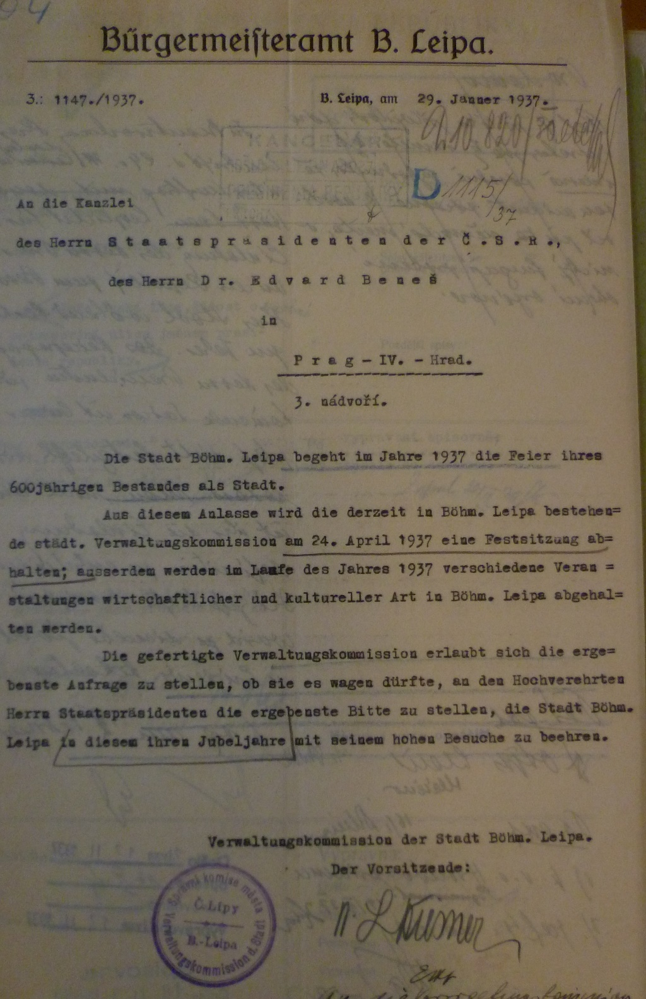 Bürgermeisteramt B. Leipa.
3.: 1147./1937.
B. Leipa, am 29. Janner 1937.
D 1115/
37
An die Kanzlei
des Herrn Staatspräsidenten der Č.S.R.,
des Herrn Dr. Edvard Beneš
in
Prag - IV. - Hrad.
3. nádvoří.
Die Stadt Böhm. Leipa begeht im Jahre 1937 die Feier ihres
600jährigen Bestandes als Stadt.
Aus diesem Anlasse wird die derzeit in Böhm. Leipa bestehen=
de städt. Verwaltungskommission am 24. April 1937 eine Festsitzung ab=
halten; ausserdem werden im Laufe des Jahres 1937 verschiedene Veran =
staltungen wirtschaftlicher und kultureller Art in Böhm. Leipa abgehal=
ten werden.
Die gefertigte Verwaltungskommission erlaubt sich die erge=
benste Anfrage zu stellen, ob sie es wagen dürfte, an den Hochverehrten
Herrn Staatspräsidenten die ergebenste Bitte zu stellen, die Stadt Böhm.
Leipa in diesem ihren Jubeljahre mit seinem hohen Besuche zu beehren.
Verwaltungskommission der Stadt Böhm. Leipa.
Der Vorsitzende:
Správní komise města
Č. Lípy
B.-Leipa
Verwaltungskommission d. Stadt